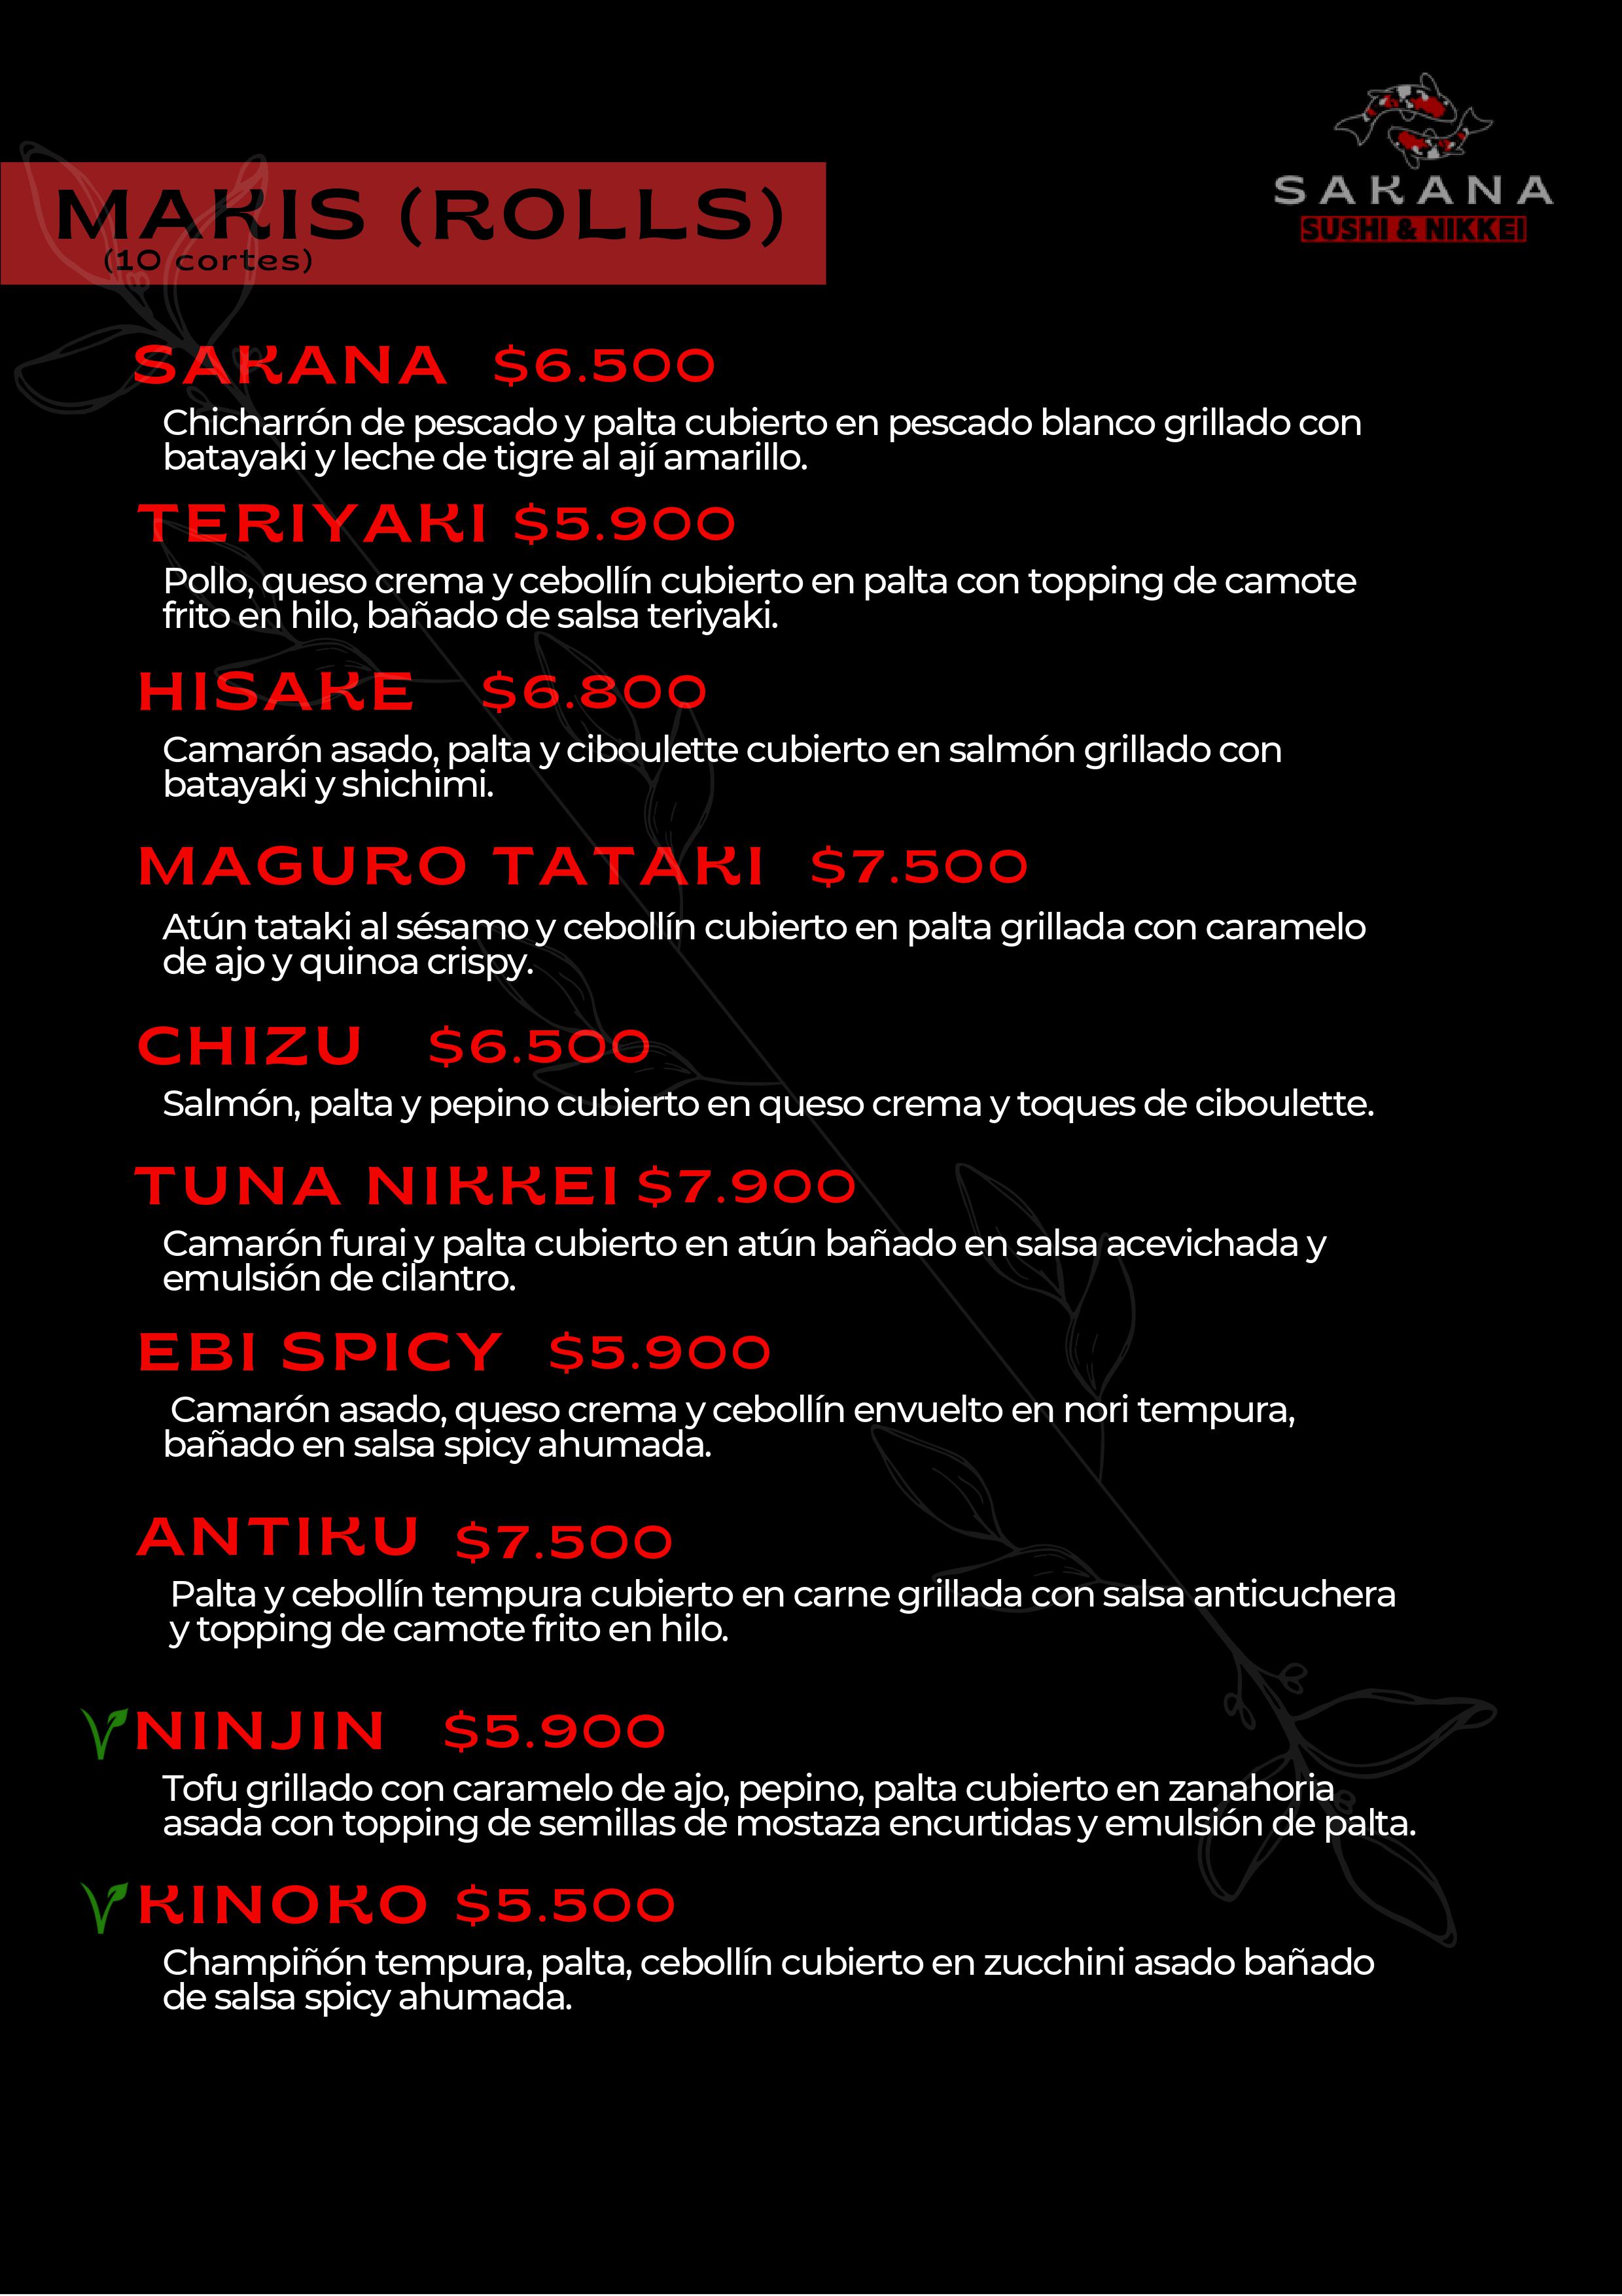 SAKANA
SUSHI & NIKKEI
MAKIS (ROLLS)
(10 cortes)
SAKANA $6.500
Chicharrón de pescado y palta cubierto en pescado blanco grillado con
batayaki y leche de tigre al ají amarillo.
TERIYAKI $5.900
Pollo, queso crema y cebollín cubierto en palta con topping de camote
frito en hilo, bañado de salsa teriyaki.
HISAKE $6.800
Camarón asado, palta y ciboulette cubierto en salmón grillado con
batayaki y shichimi.
MAGURO TATAKI $7.500
Atún tataki al sésamo y cebollín cubierto en palta grillada con caramelo
de ajo y quinoa crispy.
CHIZU $6.500
Salmón, palta y pepino cubierto en queso crema y toques de ciboulette.
TUNA NIKKEI $7.900
Camarón furai y palta cubierto en atún bañado en salsa acevichada y
emulsión de cilantro.
EBI SPICY $5.900
Camarón asado, queso crema y cebollín envuelto en nori tempura,
bañado en salsa spicy ahumada.
ANTIKU $7.500
Palta y cebollín tempura cubierto en carne grillada con salsa anticuchera
y topping de camote frito en hilo.
NINJIN $5.900
Tofu grillado con caramelo de ajo, pepino, palta cubierto en zanahoria
asada con topping de semillas de mostaza encurtidas y emulsión de palta.
KINOKO $5.500
Champiñón tempura, palta, cebollín cubierto en zucchini asado bañado
de salsa spicy ahumada.